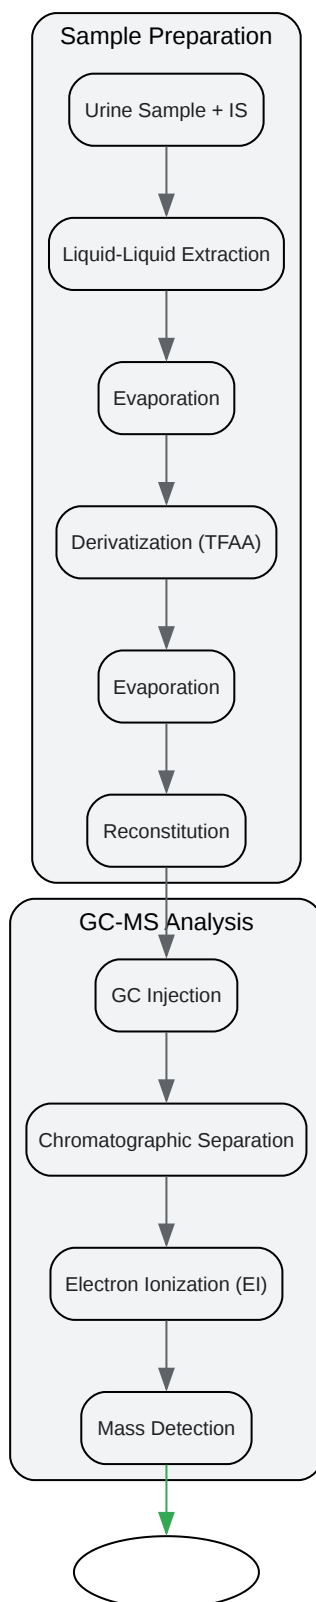 Sample Preparation
Urine Sample + IS
Liquid-Liquid Extraction
Evaporation
Derivatization (TFAA)
Evaporation
Reconstitution
GC-MS Analysis
GC Injection
Chromatographic Separation
Electron Ionization (EI)
Mass Detection